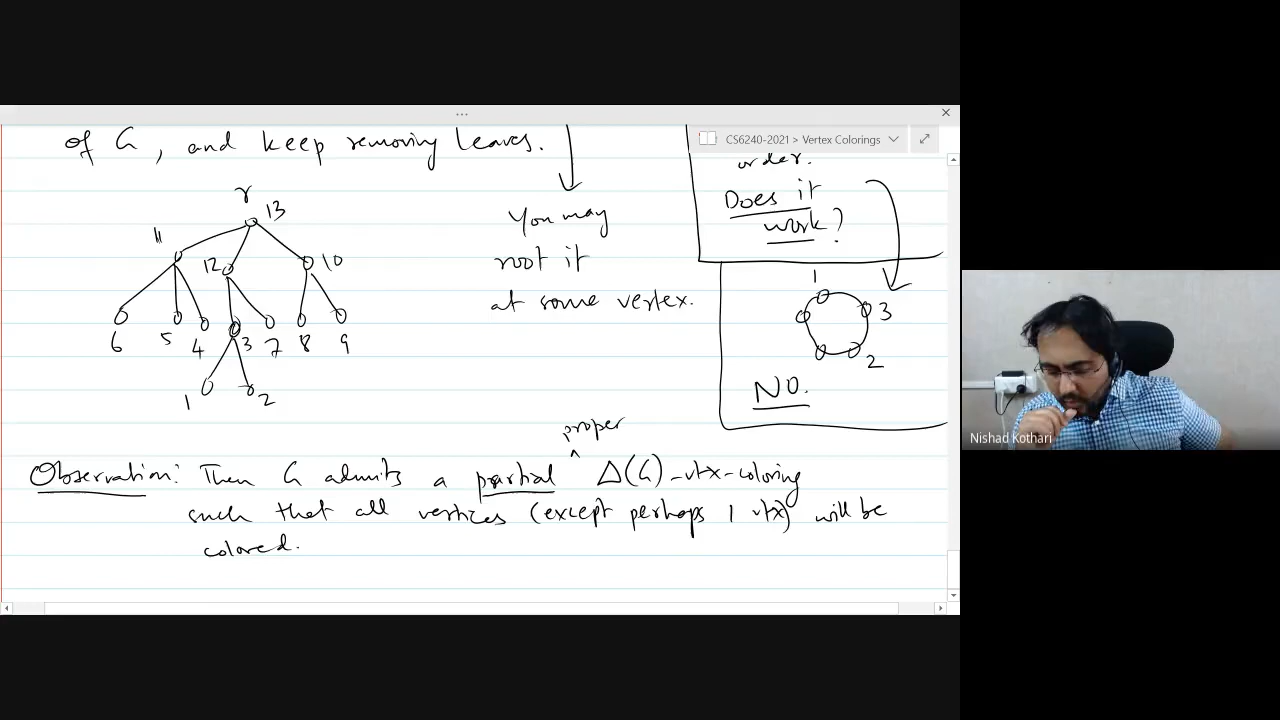 of G, and keep removing leaves.
CS6240-2021 > Vertex Colorings
order.
Does it
work?
r
13
11
12
10
6
5
4
3
7
8
9
1
2
You may
root it
at some vertex.
1
3
2
NO.
proper
Observation: Then G admits a partial ^ Δ(G)-vtx-coloring
such that all vertices (except perhaps 1 vtx) will be
colored.
Nishad Kothari